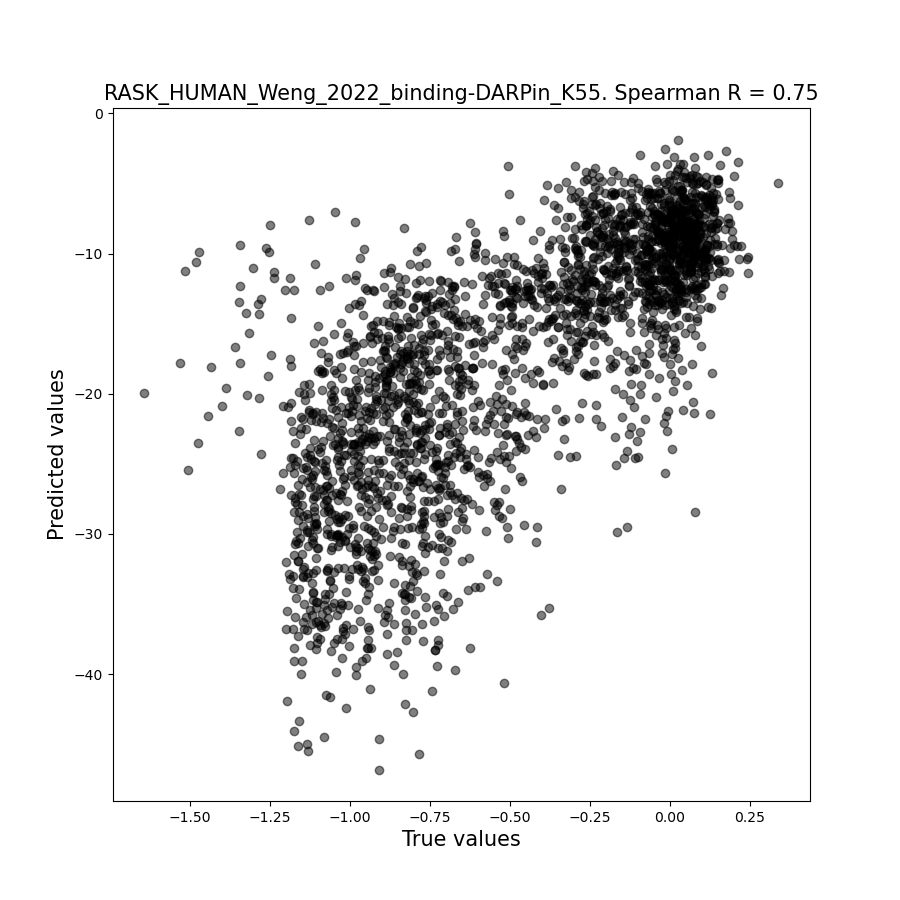 RASK_HUMAN_Weng_2022_binding-DARPin_K55. Spearman R = 0.75
0
−10
−20
−30
−40
Predicted values
−1.50 −1.25 −1.00 −0.75 −0.50 −0.25 0.00 0.25
True values